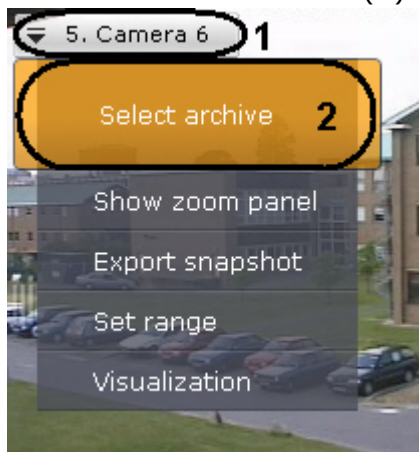 5. Camera 6 1
Select archive 2
Show zoom panel
Export snapshot
Set range
Visualization